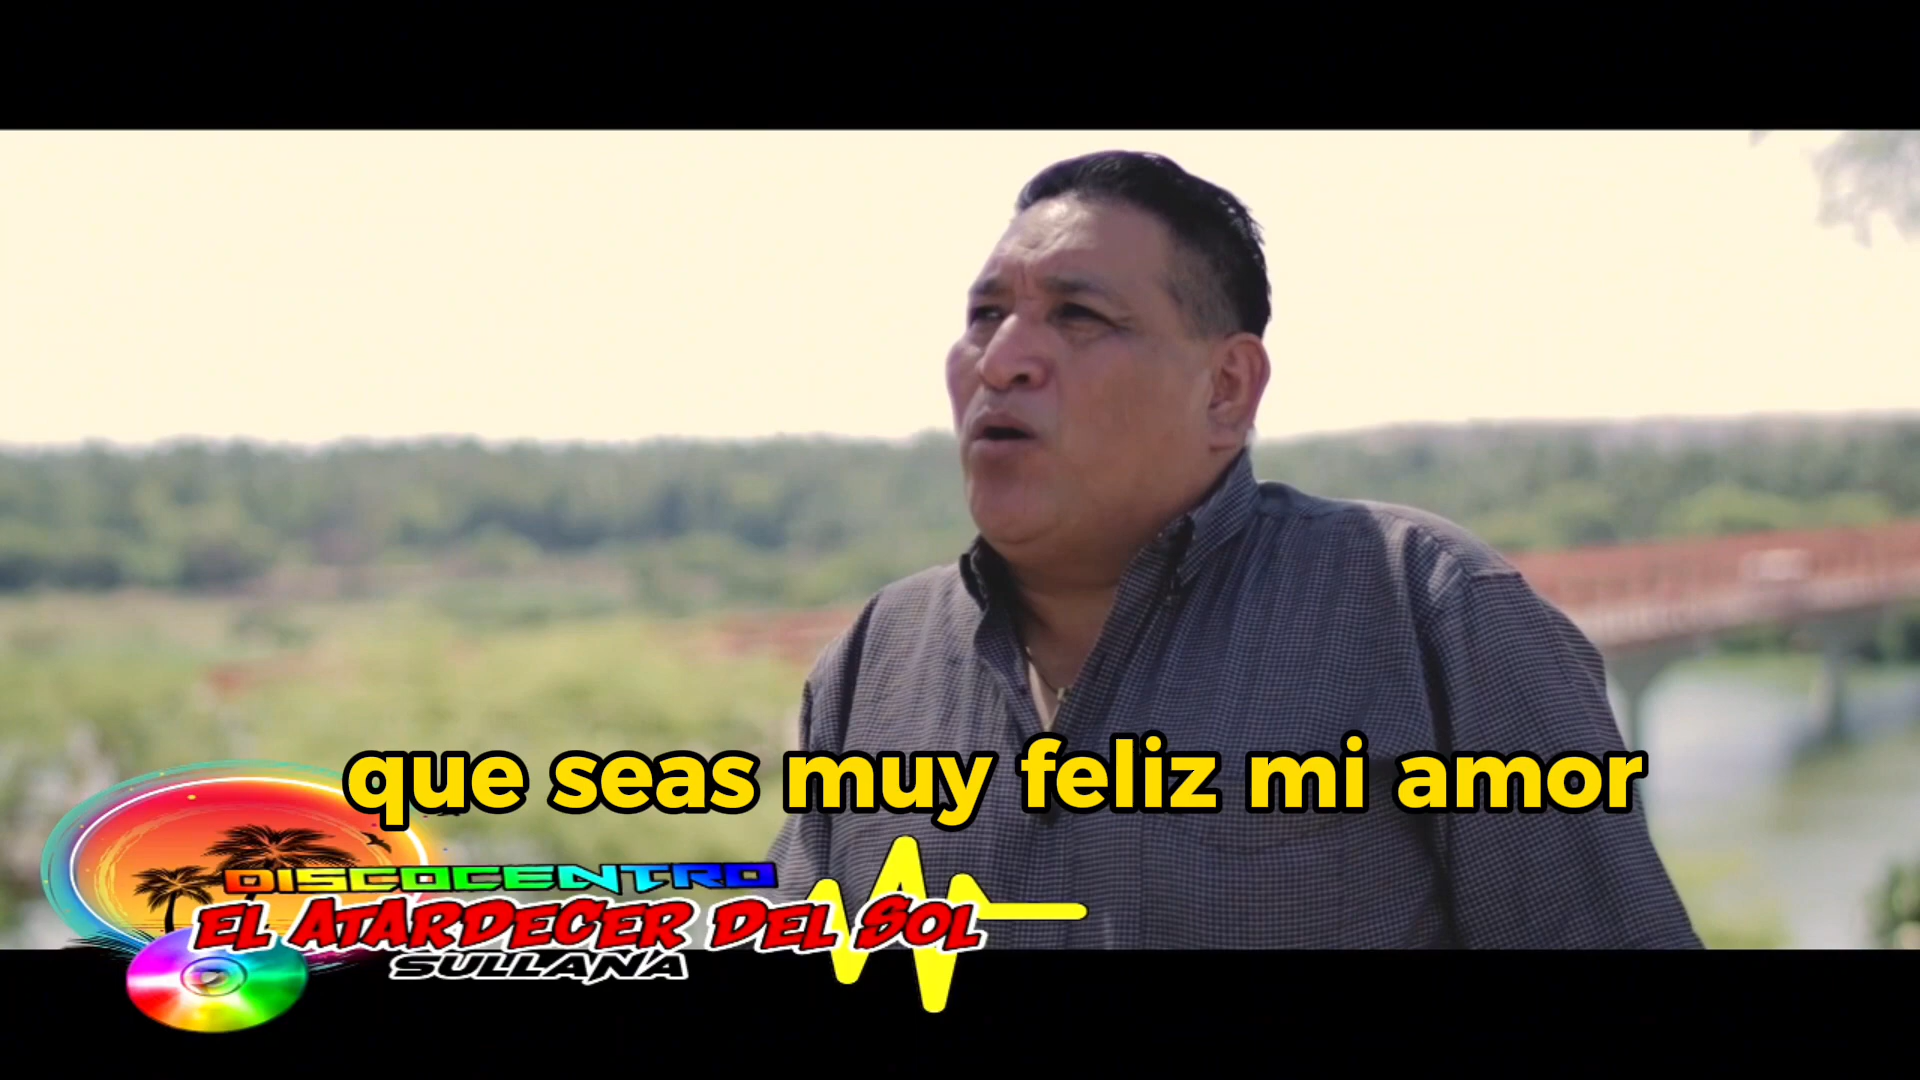 que seas muy feliz mi amor
DISCOCENTRO
EL ATARDECER DEL SOL
SULLANA